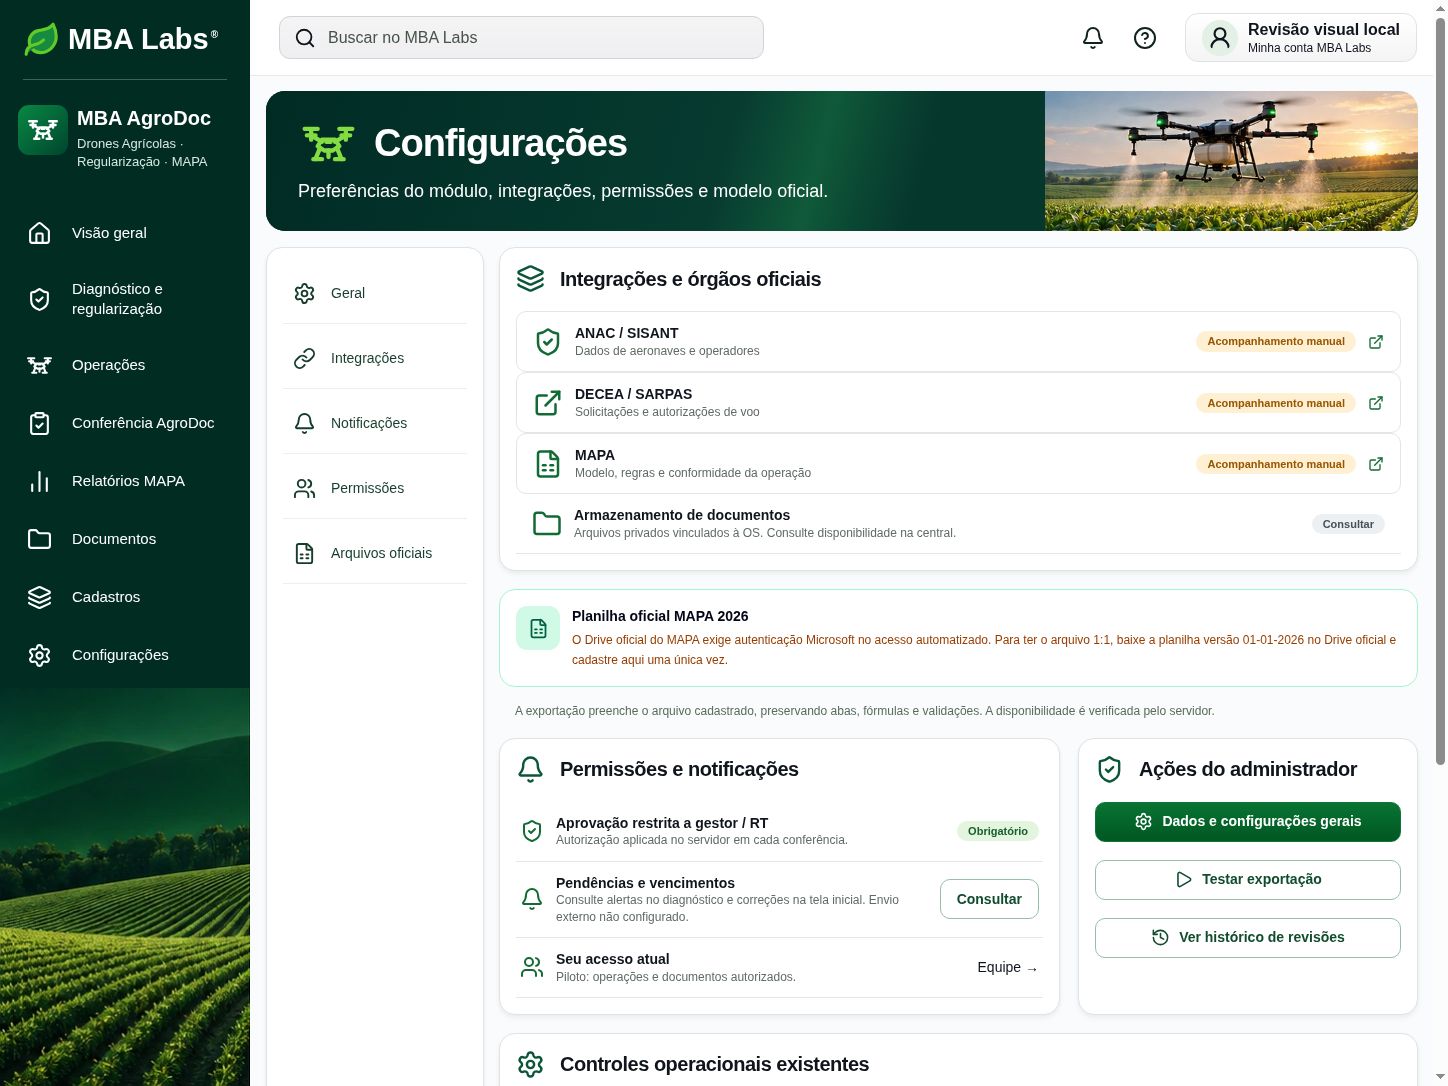 MBA Labs®
MBA AgroDoc
Drones Agrícolas ·
Regularização · MAPA
Visão geral
Diagnóstico e
regularização
Operações
Conferência AgroDoc
Relatórios MAPA
Documentos
Cadastros
Configurações
Buscar no MBA Labs
Revisão visual local
Minha conta MBA Labs
Configurações
Preferências do módulo, integrações, permissões e modelo oficial.
Geral
Integrações
Notificações
Permissões
Arquivos oficiais
Integrações e órgãos oficiais
ANAC / SISANT
Dados de aeronaves e operadores
Acompanhamento manual
DECEA / SARPAS
Solicitações e autorizações de voo
Acompanhamento manual
MAPA
Modelo, regras e conformidade da operação
Acompanhamento manual
Armazenamento de documentos
Arquivos privados vinculados à OS. Consulte disponibilidade na central.
Consultar
Planilha oficial MAPA 2026
O Drive oficial do MAPA exige autenticação Microsoft no acesso automatizado. Para ter o arquivo 1:1, baixe a planilha versão 01-01-2026 no Drive oficial e
cadastre aqui uma única vez.
A exportação preenche o arquivo cadastrado, preservando abas, fórmulas e validações. A disponibilidade é verificada pelo servidor.
Permissões e notificações
Aprovação restrita a gestor / RT
Autorização aplicada no servidor em cada conferência.
Obrigatório
Pendências e vencimentos
Consulte alertas no diagnóstico e correções na tela inicial. Envio
externo não configurado.
Consultar
Seu acesso atual
Piloto: operações e documentos autorizados.
Equipe →
Ações do administrador
Dados e configurações gerais
Testar exportação
Ver histórico de revisões
Controles operacionais existentes